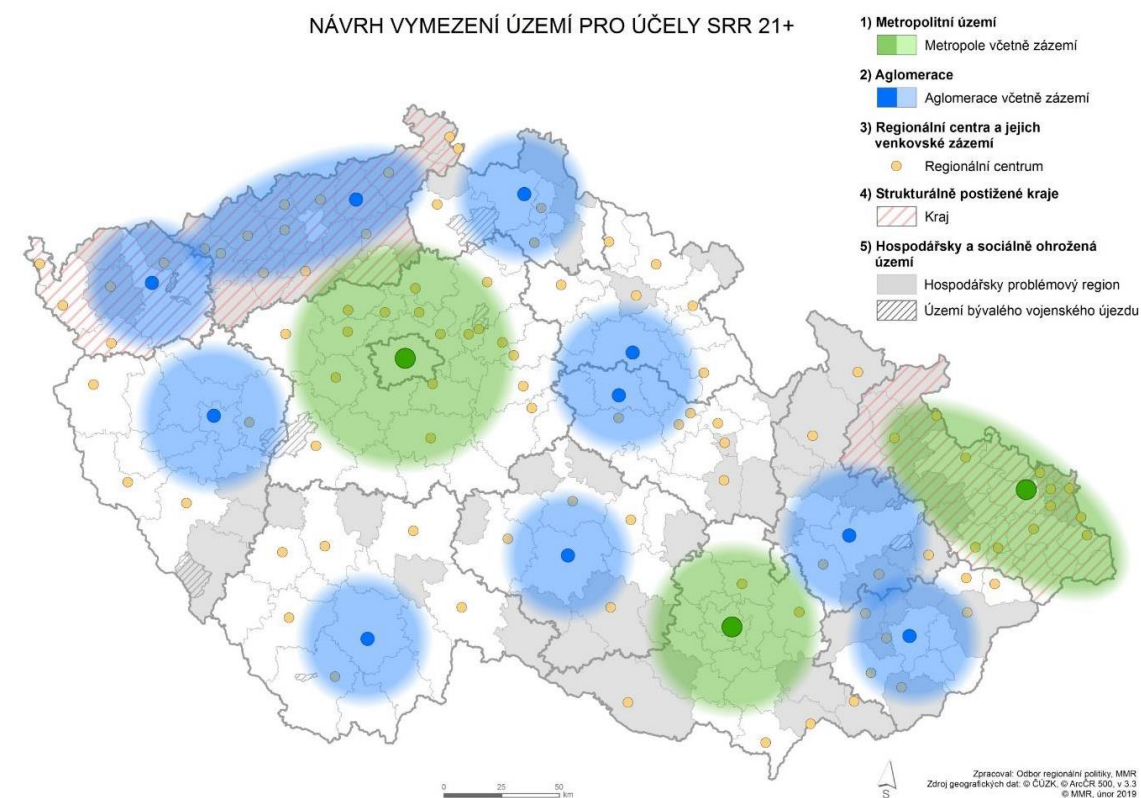 NÁVRH VYMEZENÍ ÚZEMÍ PRO ÚČELY SRR 21+
1) Metropolitní území
Metropole včetně zázemí
2) Aglomerace
Aglomerace včetně zázemí
3) Regionální centra a jejich
venkovské zázemí
Regionální centrum
4) Strukturálně postižené kraje
Kraj
5) Hospodářsky a sociálně ohrožená
území
Hospodářsky problémový region
Území bývalého vojenského újezdu
0 25 50
km
S
Zpracoval: Odbor regionální politiky, MMR
Zdroj geografických dat: © ČÚZK, © ArcČR 500, v 3.3
© MMR, únor 2019